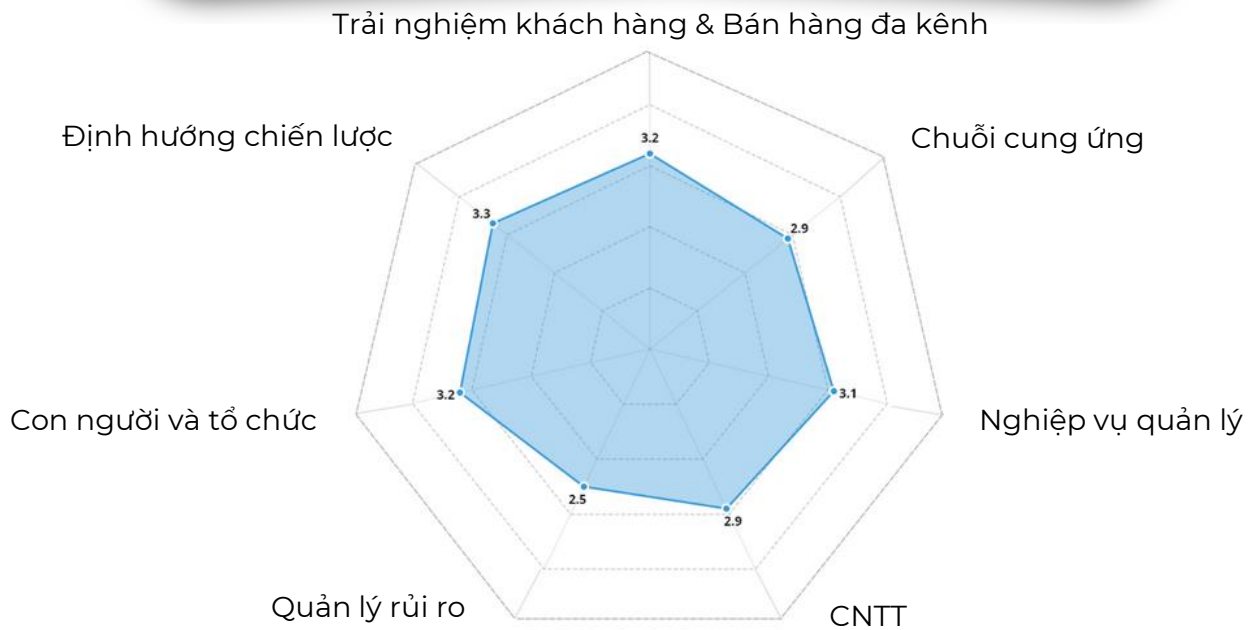 Trải nghiệm khách hàng & Bán hàng đa kênh
Định hướng chiến lược
Chuỗi cung ứng
3.2
3.3
2.9
Con người và tổ chức
3.2
3.1
Nghiệp vụ quản lý
2.5
2.9
Quản lý rủi ro
CNTT